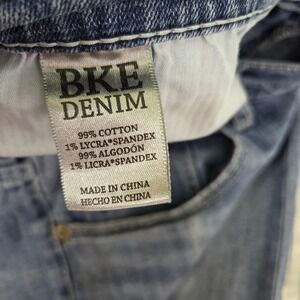 BKE
DENIM
99% COTTON
1% LYCRA*SPANDEX
99% ALGODÓN
1% LICRA*SPANDEX
MADE IN CHINA
HECHO EN CHINA